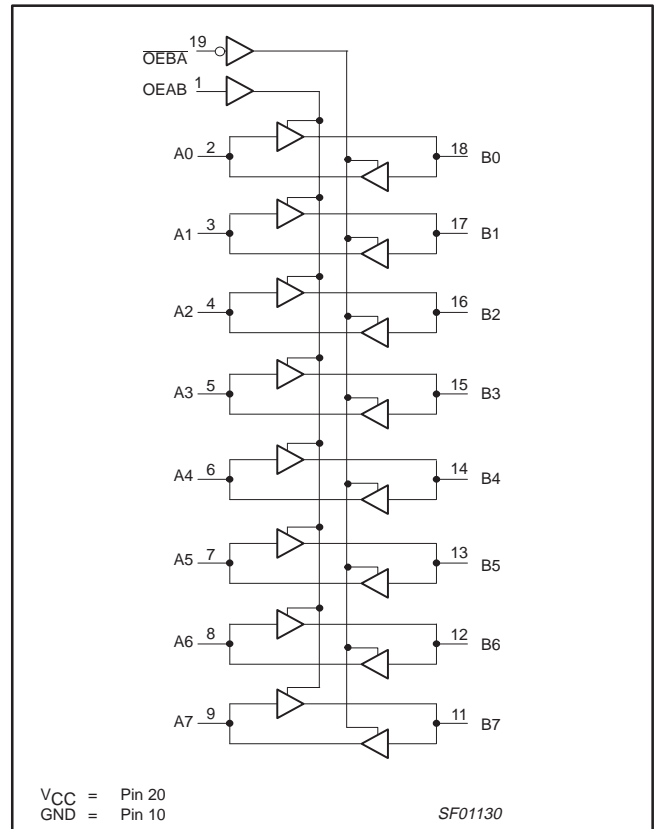 OEBA 19
OEAB 1
A0 2 18 B0
A1 3 17 B1
A2 4 16 B2
A3 5 15 B3
A4 6 14 B4
A5 7 13 B5
A6 8 12 B6
A7 9 11 B7
VCC = Pin 20
GND = Pin 10
SF01130